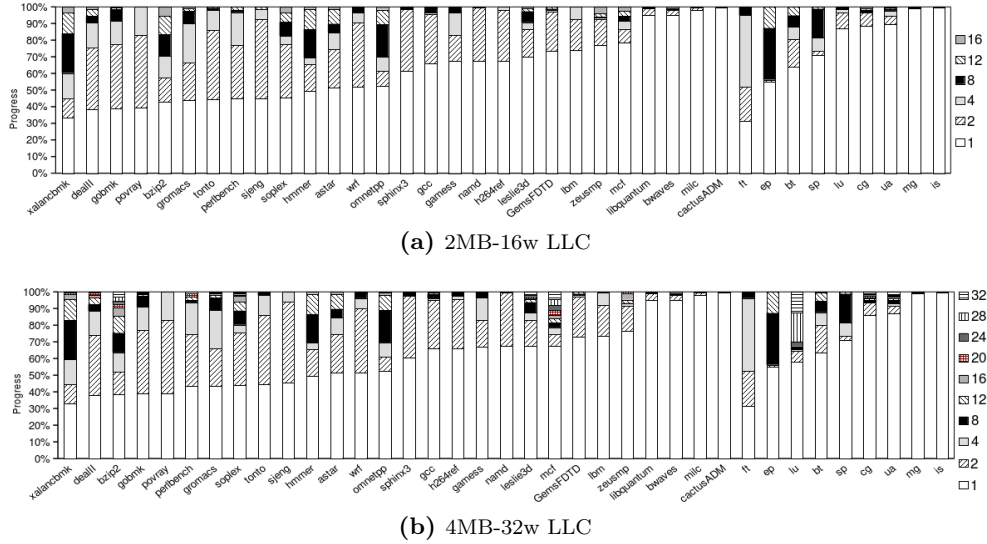 100%
90%
80%
70%
60%
50%
40%
30%
20%
10%
0%
Progress
xalancbmk
dealII
gobmk
povray
bzip2
gromacs
tonto
perlbench
sjeng
soplex
hmmer
astar
wrf
omnetpp
sphinx3
gcc
gamess
namd
h264ref
leslie3d
GemsFDTD
lbm
zeusmp
mcf
libquantum
bwaves
milc
cactusADM
ft
ep
bt
sp
lu
cg
ua
mg
is
16
12
8
4
2
1
(a) 2MB-16w LLC
100%
90%
80%
70%
60%
50%
40%
30%
20%
10%
0%
Progress
xalancbmk
dealII
bzip2
gobmk
povray
perlbench
gromacs
soplex
tonto
sjeng
hmmer
astar
wrf
omnetpp
sphinx3
gcc
h264ref
gamess
namd
leslie3d
mcf
GemsFDTD
lbm
zeusmp
libquantum
bwaves
milc
cactusADM
ft
ep
lu
bt
sp
cg
ua
mg
is
32
28
24
20
16
12
8
4
2
1
(b) 4MB-32w LLC